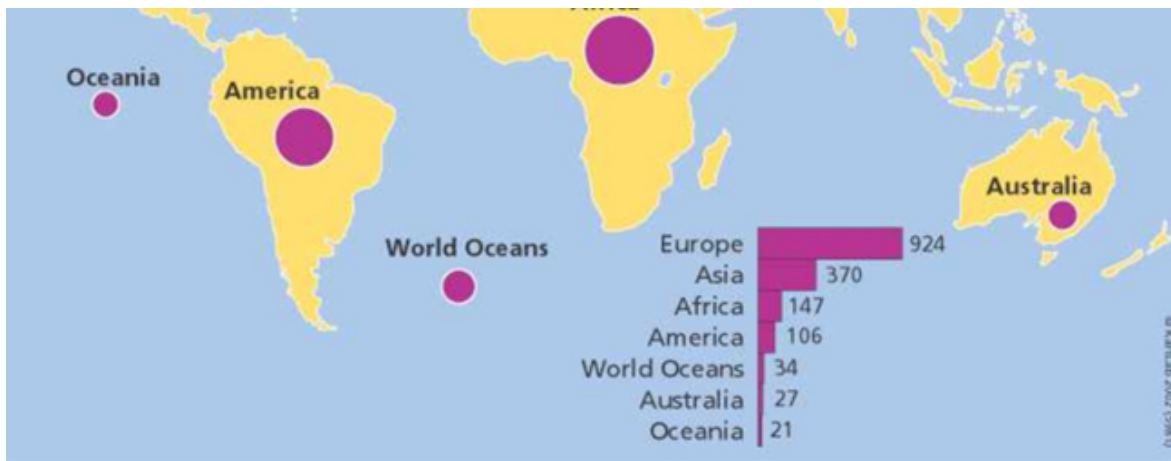 Oceania
America
Australia
World Oceans
Europe 924
Asia 370
Africa 147
America 106
World Oceans 34
Australia 27
Oceania 21